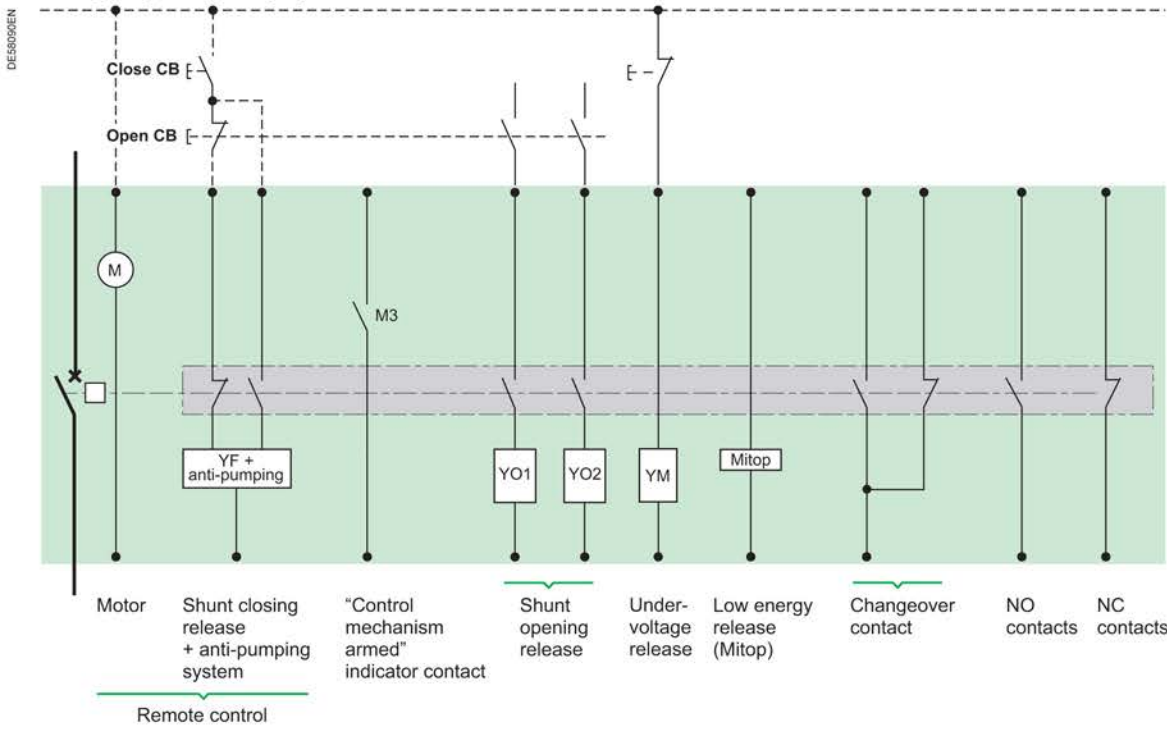 DE58090EN
Close CB
Open CB
M
M3
YF +
anti-pumping
YO1
YO2
YM
Mitop
Motor
Shunt closing
release
+ anti-pumping
system
“Control
mechanism
armed”
indicator contact
Shunt
opening
release
Under-
voltage
release
Low energy
release
(Mitop)
Changeover
contact
NO
contacts
NC
contacts
Remote control